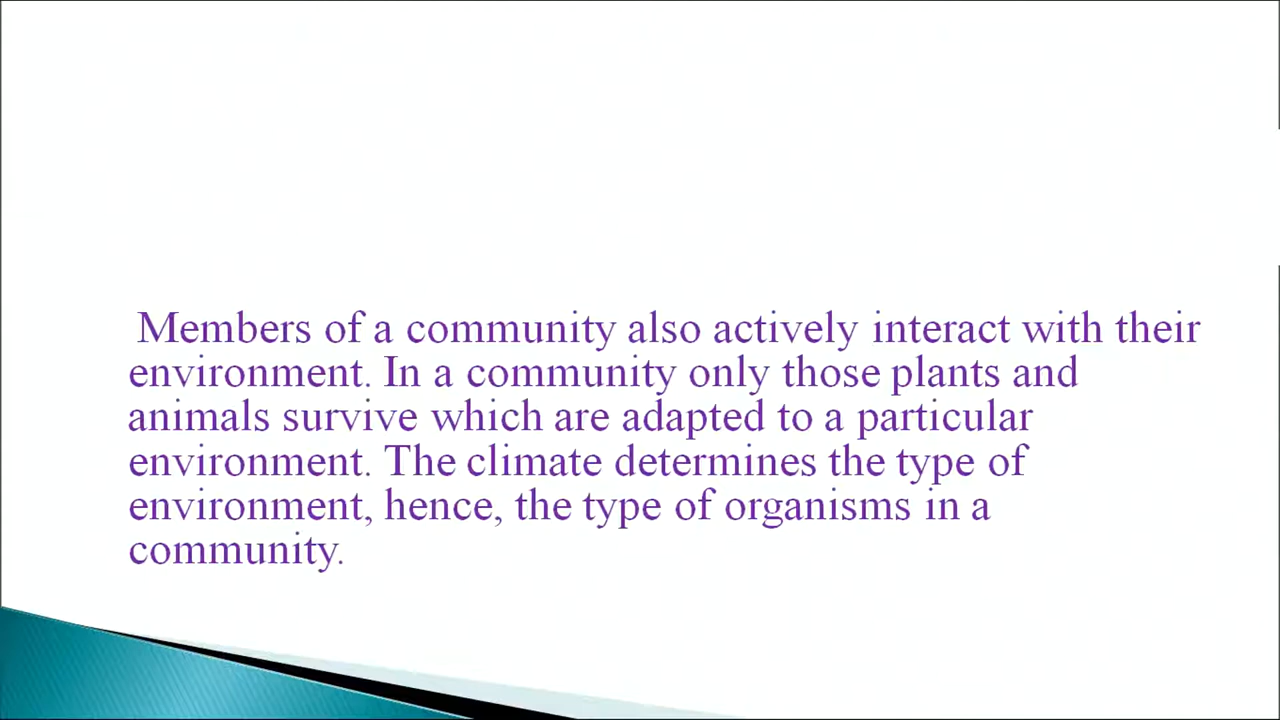 Members of a community also actively interact with their
environment. In a community only those plants and
animals survive which are adapted to a particular
environment. The climate determines the type of
environment, hence, the type of organisms in a
community.